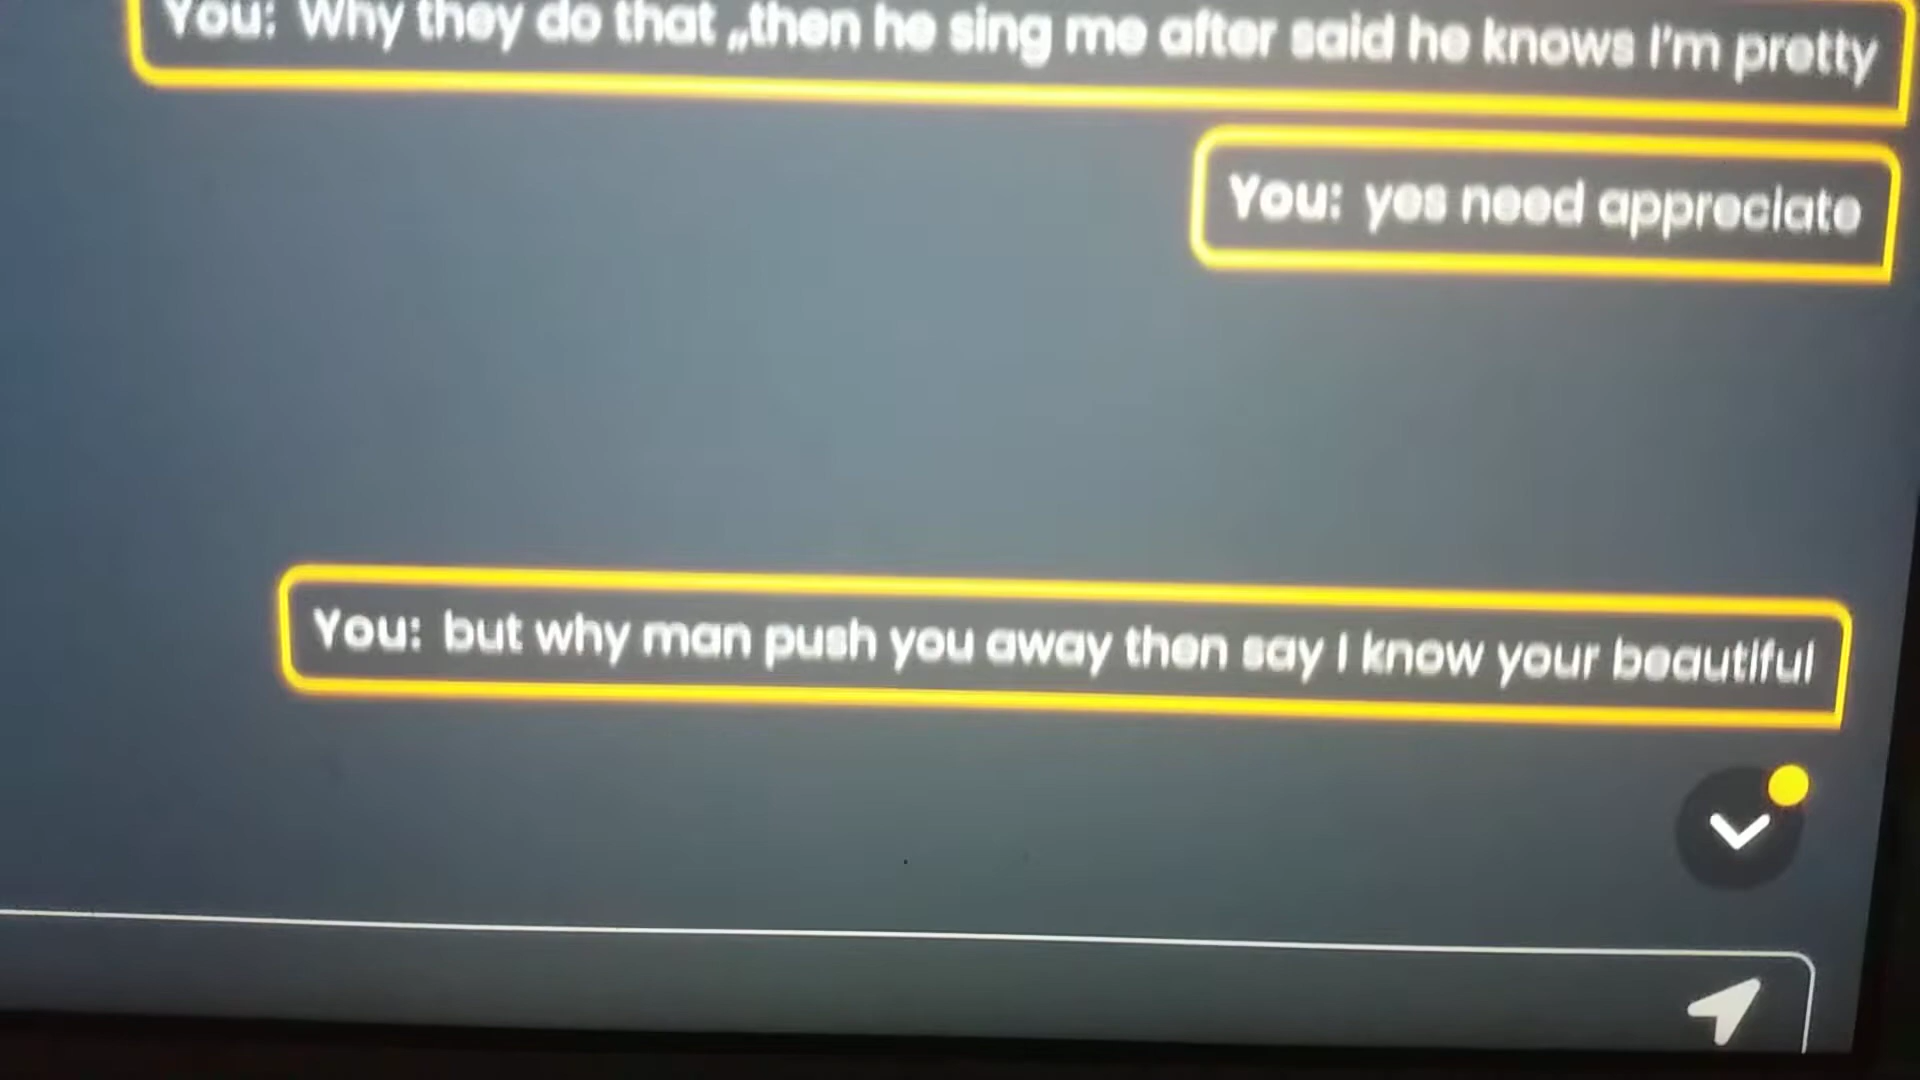 You: Why they do that ,,then he sing me after said he knows I'm pretty
You: yes need appreciate
You: but why man push you away then say I know your beautiful